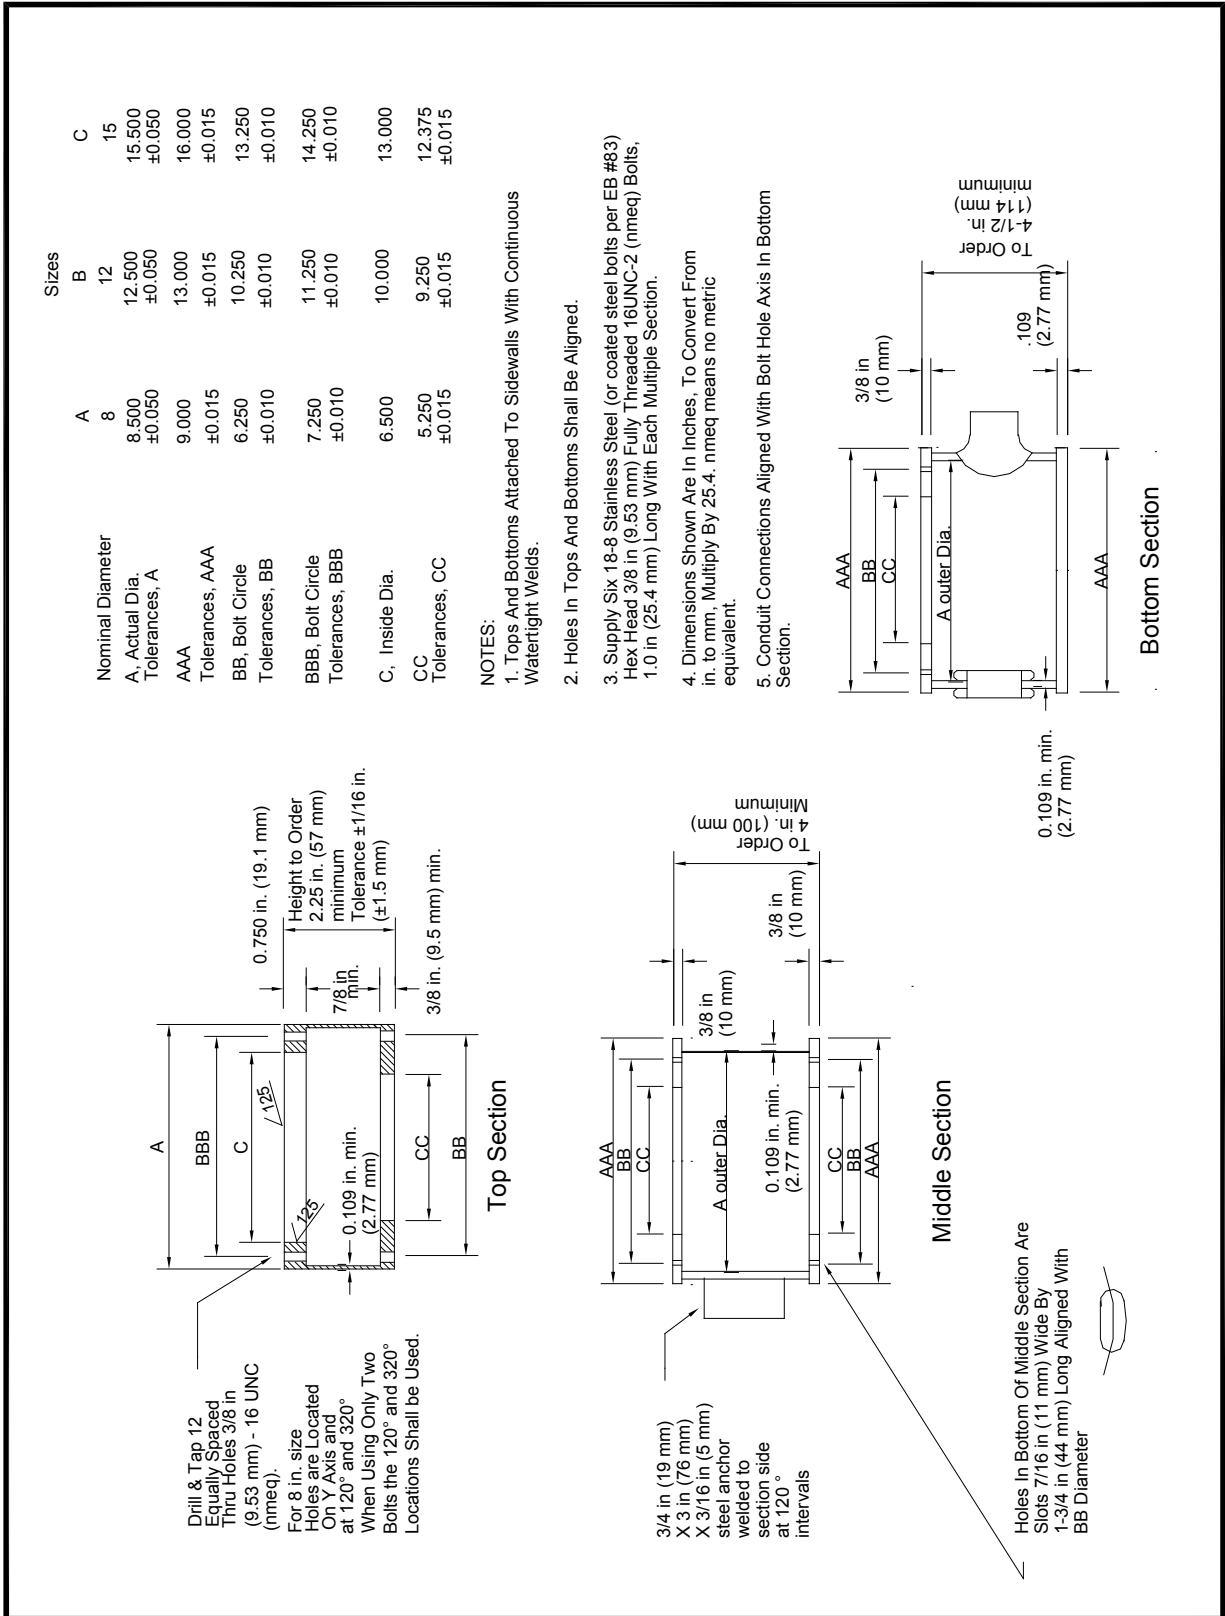 Drill & Tap 12
Equally Spaced
Thru Holes 3/8 in
(9.53 mm) - 16 UNC
(nmeq).
For 8 in. size
Holes are Located
On Y Axis and
at 120° and 320°
When Using Only Two
Bolts the 120° and 320°
Locations Shall be Used.
A
BBB
C
125
125
0.109 in. min.
(2.77 mm)
CC
BB
0.750 in. (19.1 mm)
Height to Order
2.25 in. (57 mm)
minimum
Tolerance ±1/16 in.
(±1.5 mm)
7/8 in
min.
3/8 in. (9.5 mm) min.
Top Section
3/4 in (19 mm)
X 3 in (76 mm)
X 3/16 in (5 mm)
steel anchor
welded to
section side
at 120 °
intervals
AAA
BB
CC
A outer Dia.
0.109 in. min.
(2.77 mm)
CC
BB
AAA
3/8 in
(10 mm)
3/8 in
(10 mm)
To Order
4 in. (100 mm)
Minimum
Middle Section
Holes In Bottom Of Middle Section Are
Slots 7/16 in (11 mm) Wide By
1-3/4 in (44 mm) Long Aligned With
BB Diameter
Sizes
A B C
Nominal Diameter 8 12 15
A, Actual Dia. 8.500 12.500 15.500
Tolerances, A ±0.050 ±0.050 ±0.050
AAA 9.000 13.000 16.000
Tolerances, AAA ±0.015 ±0.015 ±0.015
BB, Bolt Circle 6.250 10.250 13.250
Tolerances, BB ±0.010 ±0.010 ±0.010
BBB, Bolt Circle 7.250 11.250 14.250
Tolerances, BBB ±0.010 ±0.010 ±0.010
C, Inside Dia. 6.500 10.000 13.000
CC 5.250 9.250 12.375
Tolerances, CC ±0.015 ±0.015 ±0.015
NOTES:
1. Tops And Bottoms Attached To Sidewalls With Continuous
Watertight Welds.
2. Holes In Tops And Bottoms Shall Be Aligned.
3. Supply Six 18-8 Stainless Steel (or coated steel bolts per EB #83)
Hex Head 3/8 in (9.53 mm) Fully Threaded 16UNC-2 (nmeq) Bolts,
1.0 in (25.4 mm) Long With Each Multiple Section.
4. Dimensions Shown Are In Inches, To Convert From
in. to mm, Multiply By 25.4. nmeq means no metric
equivalent.
5. Conduit Connections Aligned With Bolt Hole Axis In Bottom
Section.
AAA
BB
CC
A outer Dia.
AAA
0.109 in. min.
(2.77 mm)
3/8 in
(10 mm)
.109
(2.77 mm)
To Order
4-1/2 in.
(114 mm)
minimum
Bottom Section